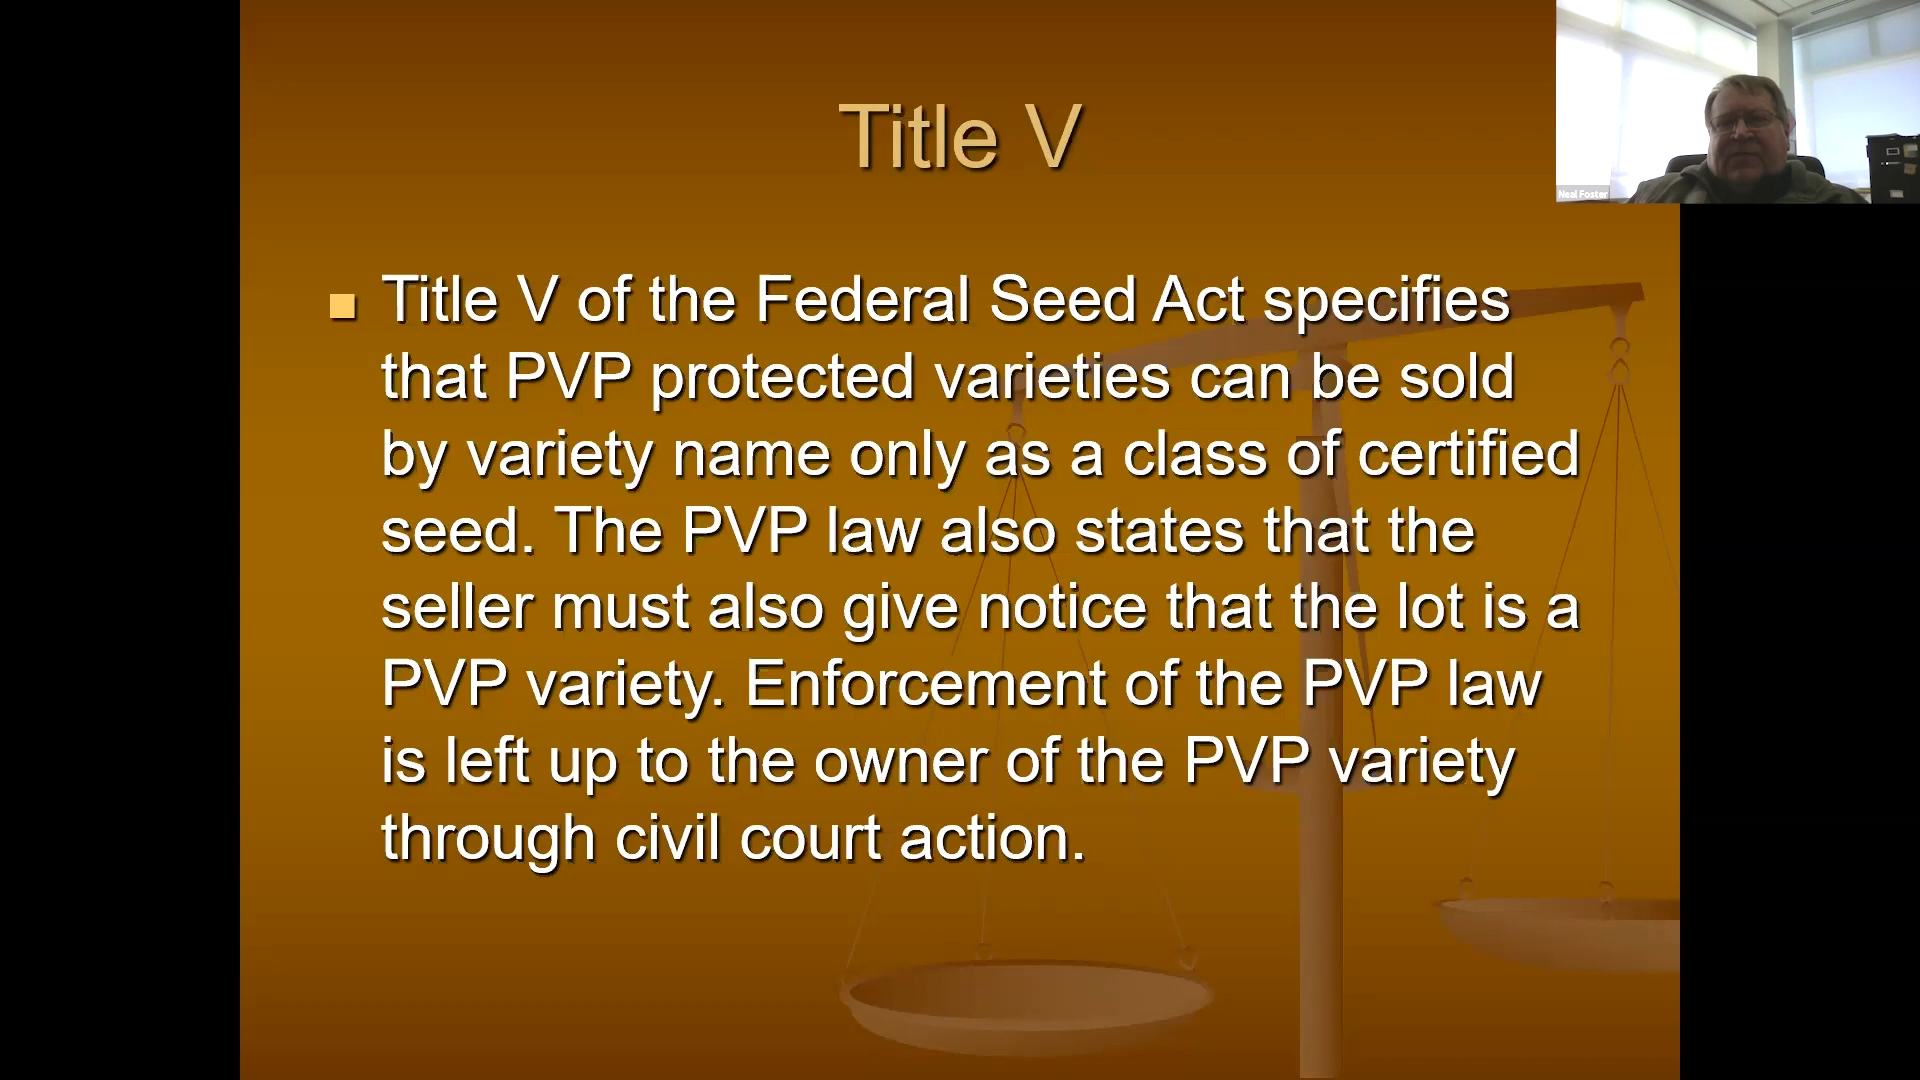 Title V
Neal Foster
Title V of the Federal Seed Act specifies
that PVP protected varieties can be sold
by variety name only as a class of certified
seed. The PVP law also states that the
seller must also give notice that the lot is a
PVP variety. Enforcement of the PVP law
is left up to the owner of the PVP variety
through civil court action.